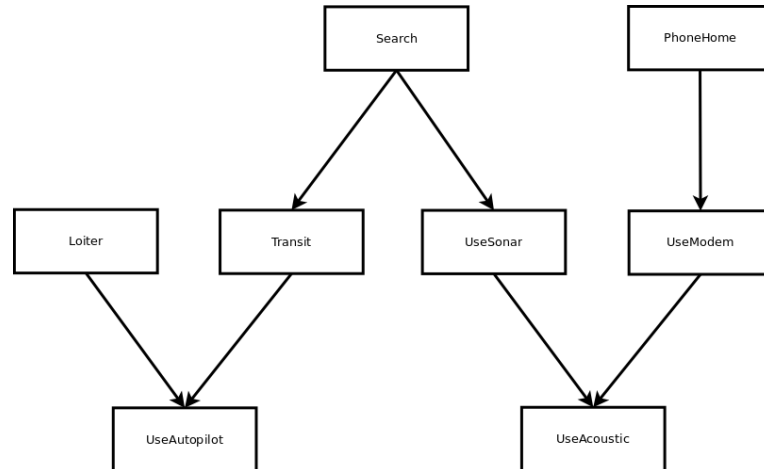 Search
PhoneHome
Loiter
Transit
UseSonar
UseModem
UseAutopilot
UseAcoustic